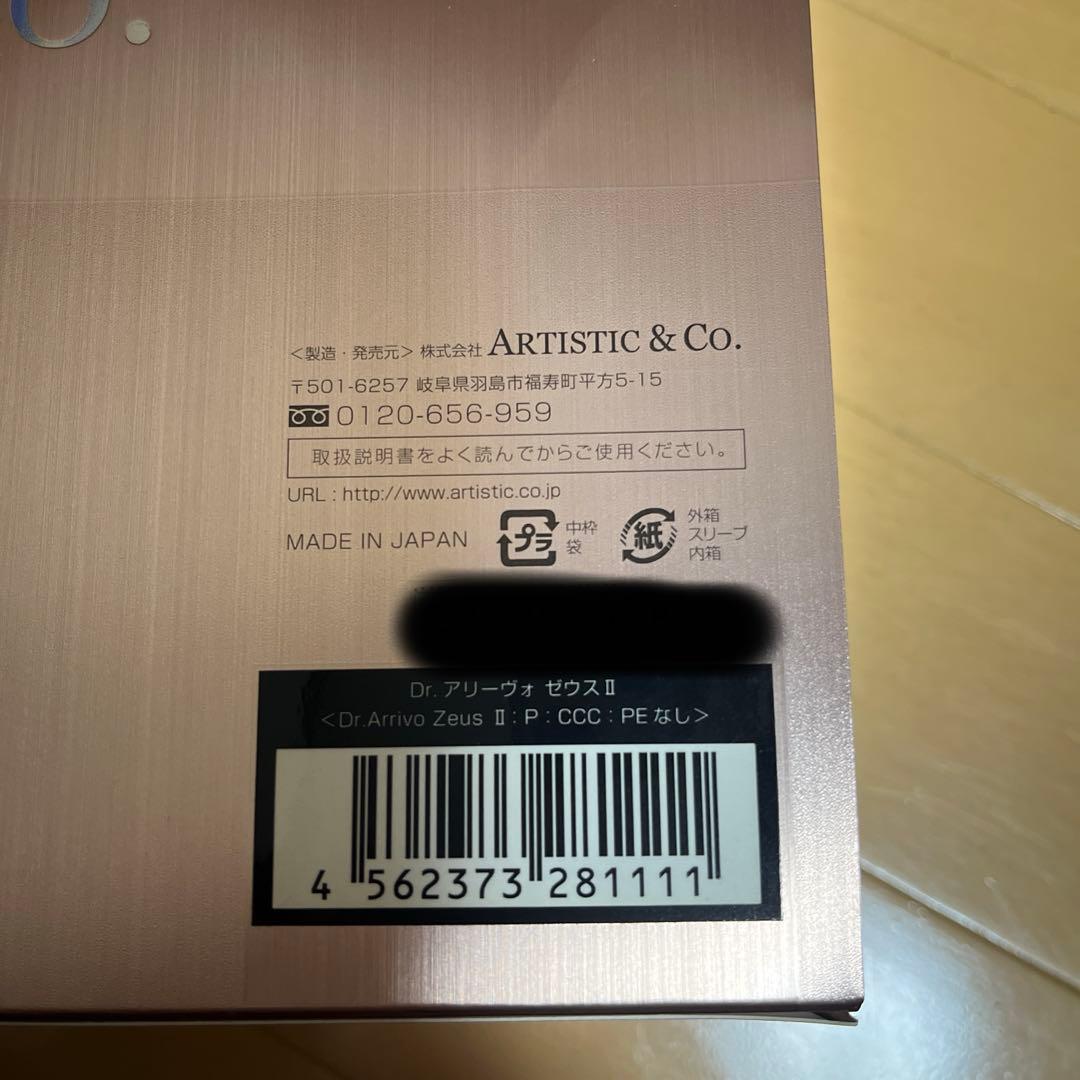 o.
<製造・発売元> 株式会社 ARTISTIC & CO.
〒501-6257 岐阜県羽島市福寿町平方5-15
0120-656-959
取扱説明書をよく読んでからご使用ください。
URL : http://www.artistic.co.jp
MADE IN JAPAN プラ 中枠 袋 紙 外箱 スリーブ 内箱
Dr. アリーヴォ ゼウスⅡ
<Dr.Arrivo Zeus Ⅱ : P : CCC : PE なし>
4 562373 281111